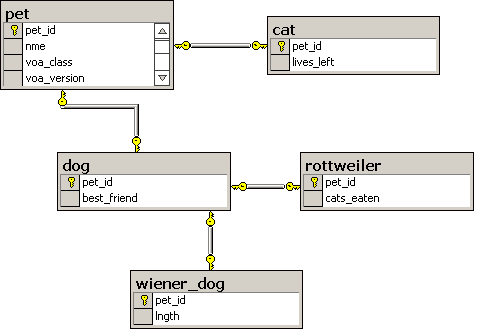 pet
pet_id
nme
voa_class
voa_version
cat
pet_id
lives_left
dog
pet_id
best_friend
rottweiler
pet_id
cats_eaten
wiener_dog
pet_id
lngth